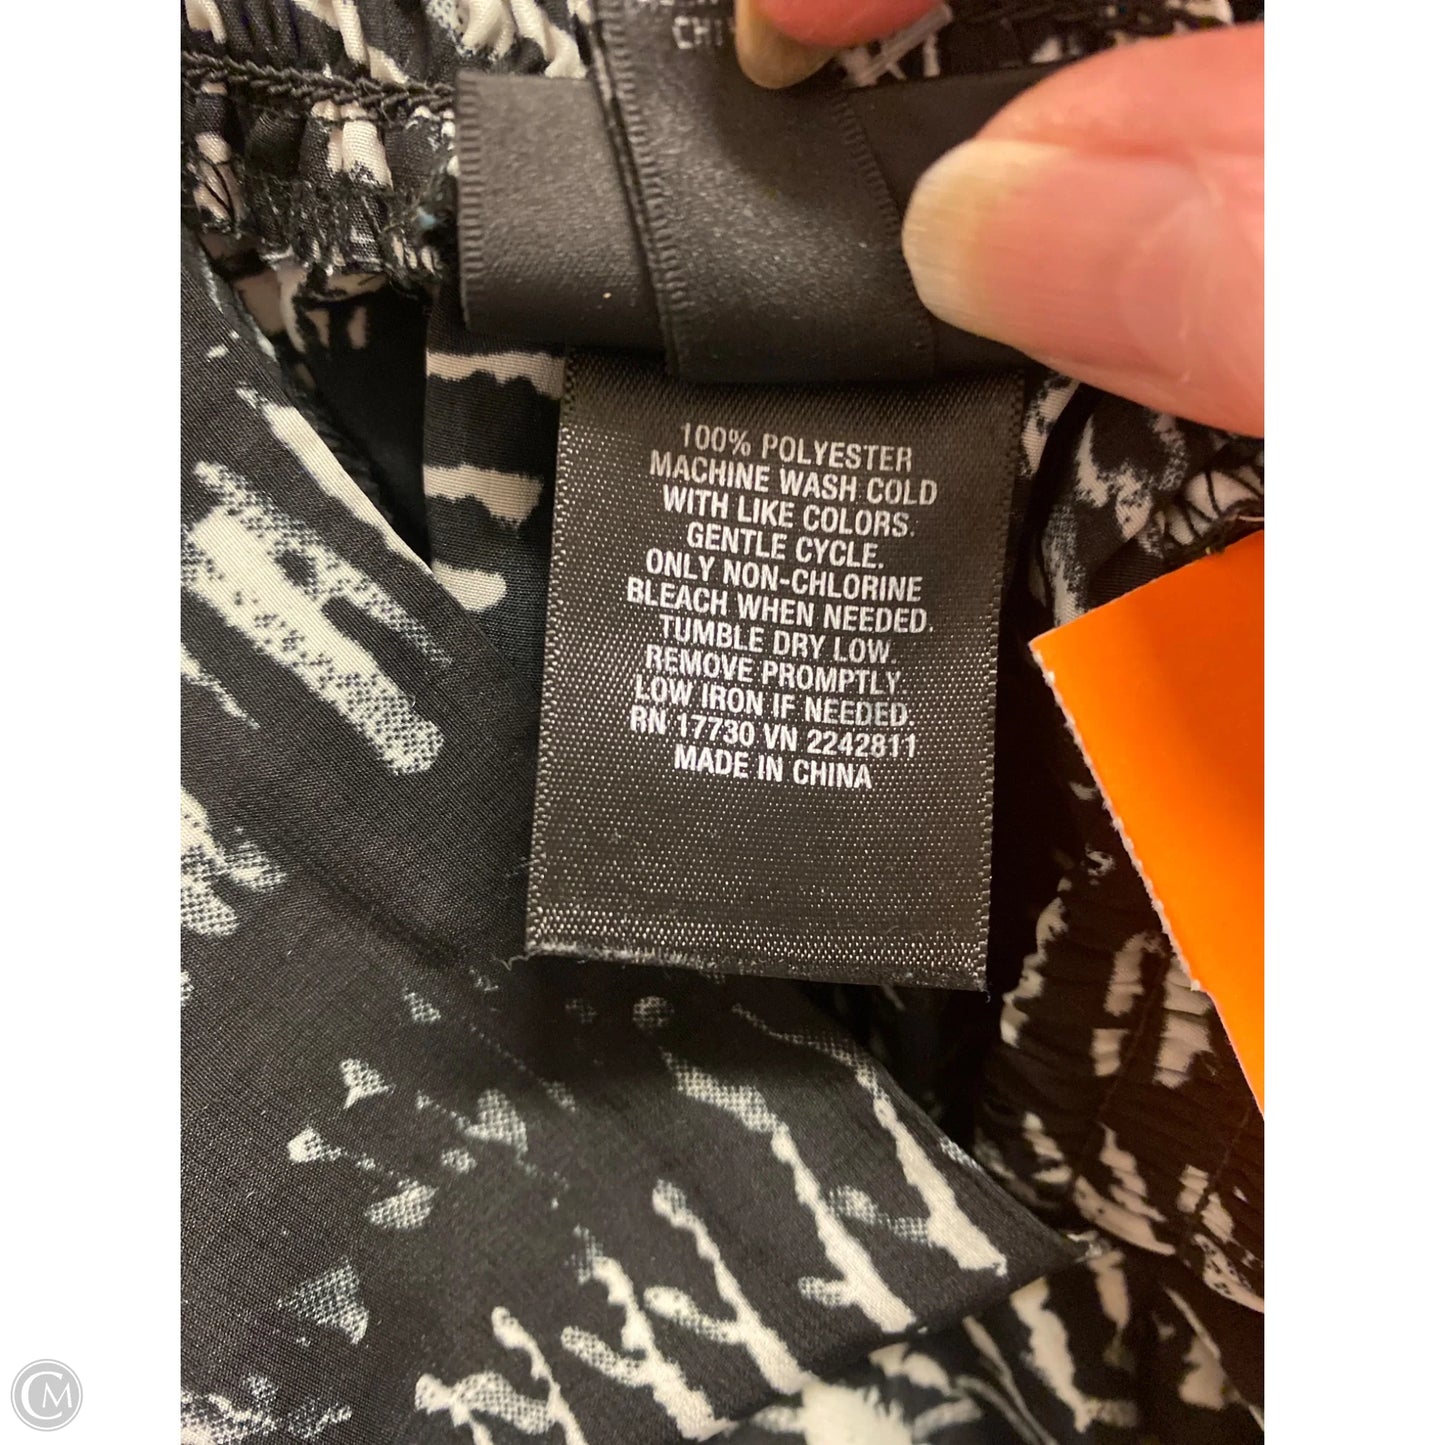 100% POLYESTER
MACHINE WASH COLD
WITH LIKE COLORS.
GENTLE CYCLE.
ONLY NON-CHLORINE
BLEACH WHEN NEEDED.
TUMBLE DRY LOW.
REMOVE PROMPTLY.
LOW IRON IF NEEDED.
RN 17730 VN 2242811
MADE IN CHINA
CM